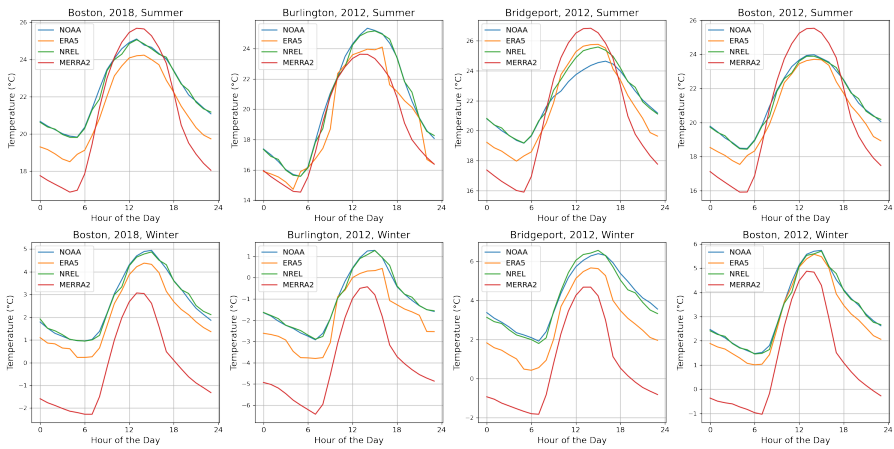 Boston, 2018, Summer
NOAA
ERA5
NREL
MERRA2
Temperature (°C)
26
24
22
20
18
0
6
12
18
24
Hour of the Day
Burlington, 2012, Summer
NOAA
ERA5
NREL
MERRA2
Temperature (°C)
24
22
20
18
16
14
0
6
12
18
24
Hour of the Day
Bridgeport, 2012, Summer
NOAA
ERA5
NREL
MERRA2
Temperature (°C)
26
24
22
20
18
16
0
6
12
18
24
Hour of the Day
Boston, 2012, Summer
NOAA
ERA5
NREL
MERRA2
Temperature (°C)
26
24
22
20
18
16
0
6
12
18
24
Hour of the Day
Boston, 2018, Winter
NOAA
ERA5
NREL
MERRA2
Temperature (°C)
5
4
3
2
1
0
−1
−2
0
6
12
18
24
Hour of the Day
Burlington, 2012, Winter
NOAA
ERA5
NREL
MERRA2
Temperature (°C)
1
0
−1
−2
−3
−4
−5
−6
0
6
12
18
24
Hour of the Day
Bridgeport, 2012, Winter
NOAA
ERA5
NREL
MERRA2
Temperature (°C)
6
4
2
0
−2
0
6
12
18
24
Hour of the Day
Boston, 2012, Winter
NOAA
ERA5
NREL
MERRA2
Temperature (°C)
6
5
4
3
2
1
0
−1
0
6
12
18
24
Hour of the Day